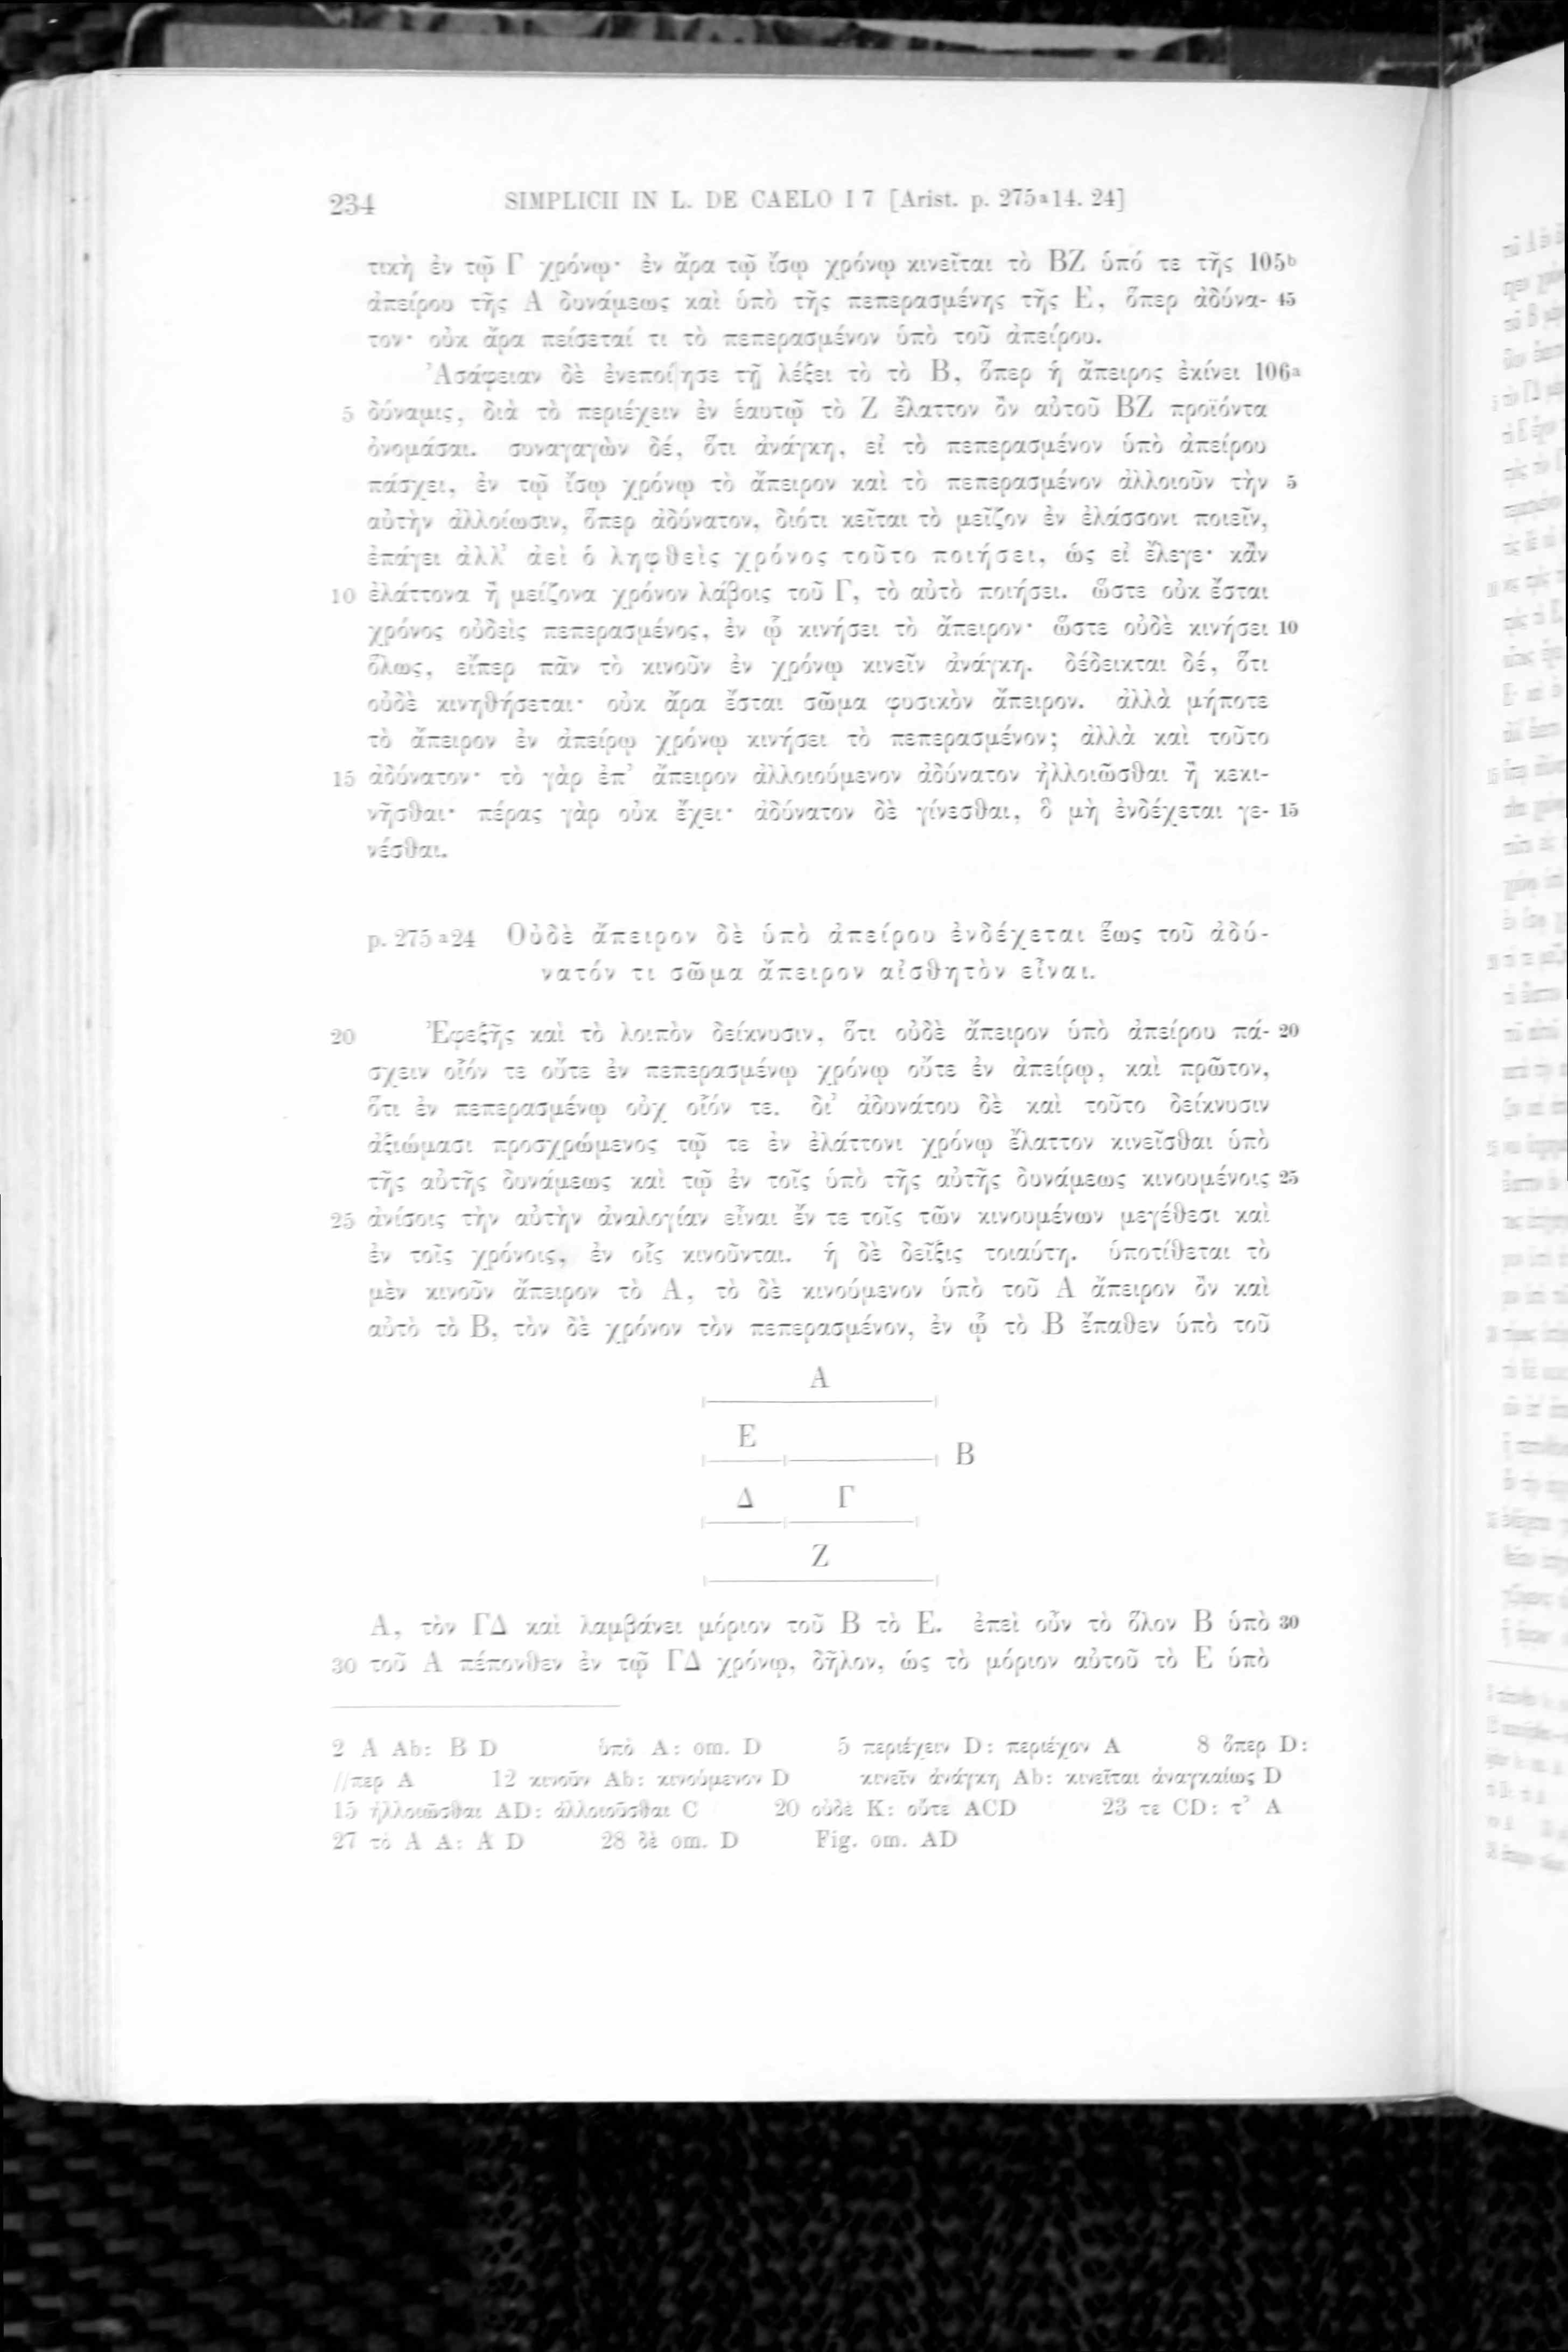 234 SIMPLICII IN L. DE CAELO I 7 [Arist. p. 275a14. 24]
τικὴ ἐν τῷ Γ χρόνῳ· ἐν ἄρα τῷ ἴσῳ χρόνῳ κινεῖται τὸ ΒΖ ὑπό τε τῆς 105b
ἀπείρου τῆς Α δυνάμεως καὶ ὑπὸ τῆς πεπερασμένης τῆς Ε, ὅπερ ἀδύνα- 45
τον· οὐκ ἄρα πείσεταί τι τὸ πεπερασμένον ὑπὸ τοῦ ἀπείρου.
Ἀσάφειαν δὲ ἐνεποί|ησε τῇ λέξει τὸ τὸ Β, ὅπερ ἡ ἄπειρος ἐκίνει 106a
5 δύναμις, διὰ τὸ περιέχειν ἐν ἑαυτῷ τὸ Ζ ἔλαττον ὂν αὐτοῦ ΒΖ προϊόντα
ὀνομάσαι. συναγαγὼν δέ, ὅτι ἀνάγκη, εἰ τὸ πεπερασμένον ὑπὸ ἀπείρου
πάσχει, ἐν τῷ ἴσῳ χρόνῳ τὸ ἄπειρον καὶ τὸ πεπερασμένον ἀλλοιοῦν τὴν 5
αὐτὴν ἀλλοίωσιν, ὅπερ ἀδύνατον, διότι κεῖται τὸ μεῖζον ἐν ἐλάσσονι ποιεῖν,
ἐπάγει ἀλλ’ ἀεὶ ὁ ληφθεὶς χρόνος τοῦτο ποιήσει, ὡς εἰ ἔλεγε· κἂν
10 ἐλάττονα ἢ μείζονα χρόνον λάβοις τοῦ Γ, τὸ αὐτὸ ποιήσει. ὥστε οὐκ ἔσται
χρόνος οὐδεὶς πεπερασμένος, ἐν ᾧ κινήσει τὸ ἄπειρον· ὥστε οὐδὲ κινήσει 10
ὅλως, εἴπερ πᾶν τὸ κινοῦν ἐν χρόνῳ κινεῖν ἀνάγκη. δέδεικται δέ, ὅτι
οὐδὲ κινηθήσεται· οὐκ ἄρα ἔσται σῶμα φυσικὸν ἄπειρον. ἀλλὰ μήποτε
τὸ ἄπειρον ἐν ἀπείρῳ χρόνῳ κινήσει τὸ πεπερασμένον; ἀλλὰ καὶ τοῦτο
15 ἀδύνατον· τὸ γὰρ ἐπ’ ἄπειρον ἀλλοιούμενον ἀδύνατον ἠλλοιῶσθαι ἢ κεκι-
νῆσθαι· πέρας γὰρ οὐκ ἔχει· ἀδύνατον δὲ γίνεσθαι, ὃ μὴ ἐνδέχεται γε- 15
νέσθαι.
p. 275a24 Οὐδὲ ἄπειρον δὲ ὑπὸ ἀπείρου ἐνδέχεται ἕως τοῦ ἀδύ-
νατόν τι σῶμα ἄπειρον αἰσθητὸν εἶναι.
20 Ἐφεξῆς καὶ τὸ λοιπὸν δείκνυσιν, ὅτι οὐδὲ ἄπειρον ὑπὸ ἀπείρου πά- 20
σχειν οἷόν τε οὔτε ἐν πεπερασμένῳ χρόνῳ οὔτε ἐν ἀπείρῳ, καὶ πρῶτον,
ὅτι ἐν πεπερασμένῳ οὐχ οἷόν τε. δι’ ἀδυνάτου δὲ καὶ τοῦτο δείκνυσιν
ἀξιώμασι προσχρώμενος τῷ τε ἐν ἐλάττονι χρόνῳ ἔλαττον κινεῖσθαι ὑπὸ
τῆς αὐτῆς δυνάμεως καὶ τῷ ἐν τοῖς ὑπὸ τῆς αὐτῆς δυνάμεως κινουμένοις 25
25 ἀνίσοις τὴν αὐτὴν ἀναλογίαν εἶναι ἔν τε τοῖς τῶν κινουμένων μεγέθεσι καὶ
ἐν τοῖς χρόνοις, ἐν οἷς κινοῦνται. ἡ δὲ δεῖξις τοιαύτη. ὑποτίθεται τὸ
μὲν κινοῦν ἄπειρον τὸ Α, τὸ δὲ κινούμενον ὑπὸ τοῦ Α ἄπειρον ὂν καὶ
αὐτὸ τὸ Β, τὸν δὲ χρόνον τὸν πεπερασμένον, ἐν ᾧ τὸ Β ἔπαθεν ὑπὸ τοῦ
Α
Ε
Β
Δ Γ
Ζ
Α, τὸν ΓΔ καὶ λαμβάνει μόριον τοῦ Β τὸ Ε. ἐπεὶ οὖν τὸ ὅλον Β ὑπὸ 30
30 τοῦ Α πέπονθεν ἐν τῷ ΓΔ χρόνῳ, δῆλον, ὡς τὸ μόριον αὐτοῦ τὸ Ε ὑπὸ
2 Α Ab: Β D ὑπὸ A: om. D 5 περιέχειν D: περιέχον A 8 ὅπερ D:
//περ A 12 κινοῦν Ab: κινούμενον D κινεῖν ἀνάγκη Ab: κινεῖται ἀναγκαίως D
15 ἠλλοιῶσθαι AD: ἀλλοιοῦσθαι C 20 οὐδὲ K: οὔτε ACD 23 τε CD: τ’ A
27 τὸ Α A: Α D 28 δὲ om. D Fig. om. AD